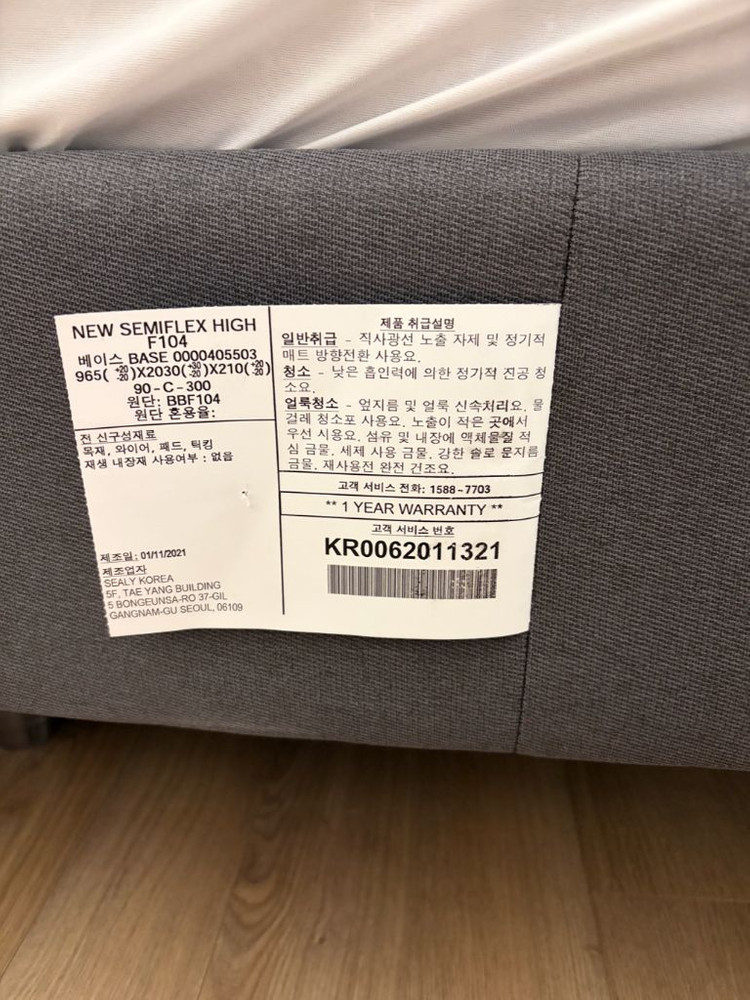 NEW SEMIFLEX HIGH
F104
베이스 BASE 0000405503
965(+20-20)X2030(+30-20)X210(+20-20)
90-C-300
원단: BBF104
원단 혼용율:
전 신구성재료
목재, 와이어, 패드, 틱킹
재생 내장재 사용여부 : 없음
제조일: 01/11/2021
제조업자
SEALY KOREA
5F, TAE YANG BUILDING
5 BONGEUNSA-RO 37-GIL
GANGNAM-GU SEOUL, 06109
제품 취급설명
일반취급 - 직사광선 노출 자제 및 정기적
매트 방향전환 사용요.
청소 - 낮은 흡인력에 의한 정가적 진공 청
소요.
얼룩청소 - 엎지름 및 얼룩 신속처리요. 물
걸레 청소포 사용요. 노출이 적은 곳에서
우선 시용요. 섬유 및 내장에 액체물질 적
심 금물. 세제 사용 금물. 강한 솔로 문지름
금물. 재사용전 완전 건조요.
고객 서비스 전화: 1588-7703
** 1 YEAR WARRANTY **
고객 서비스 번호
KR0062011321